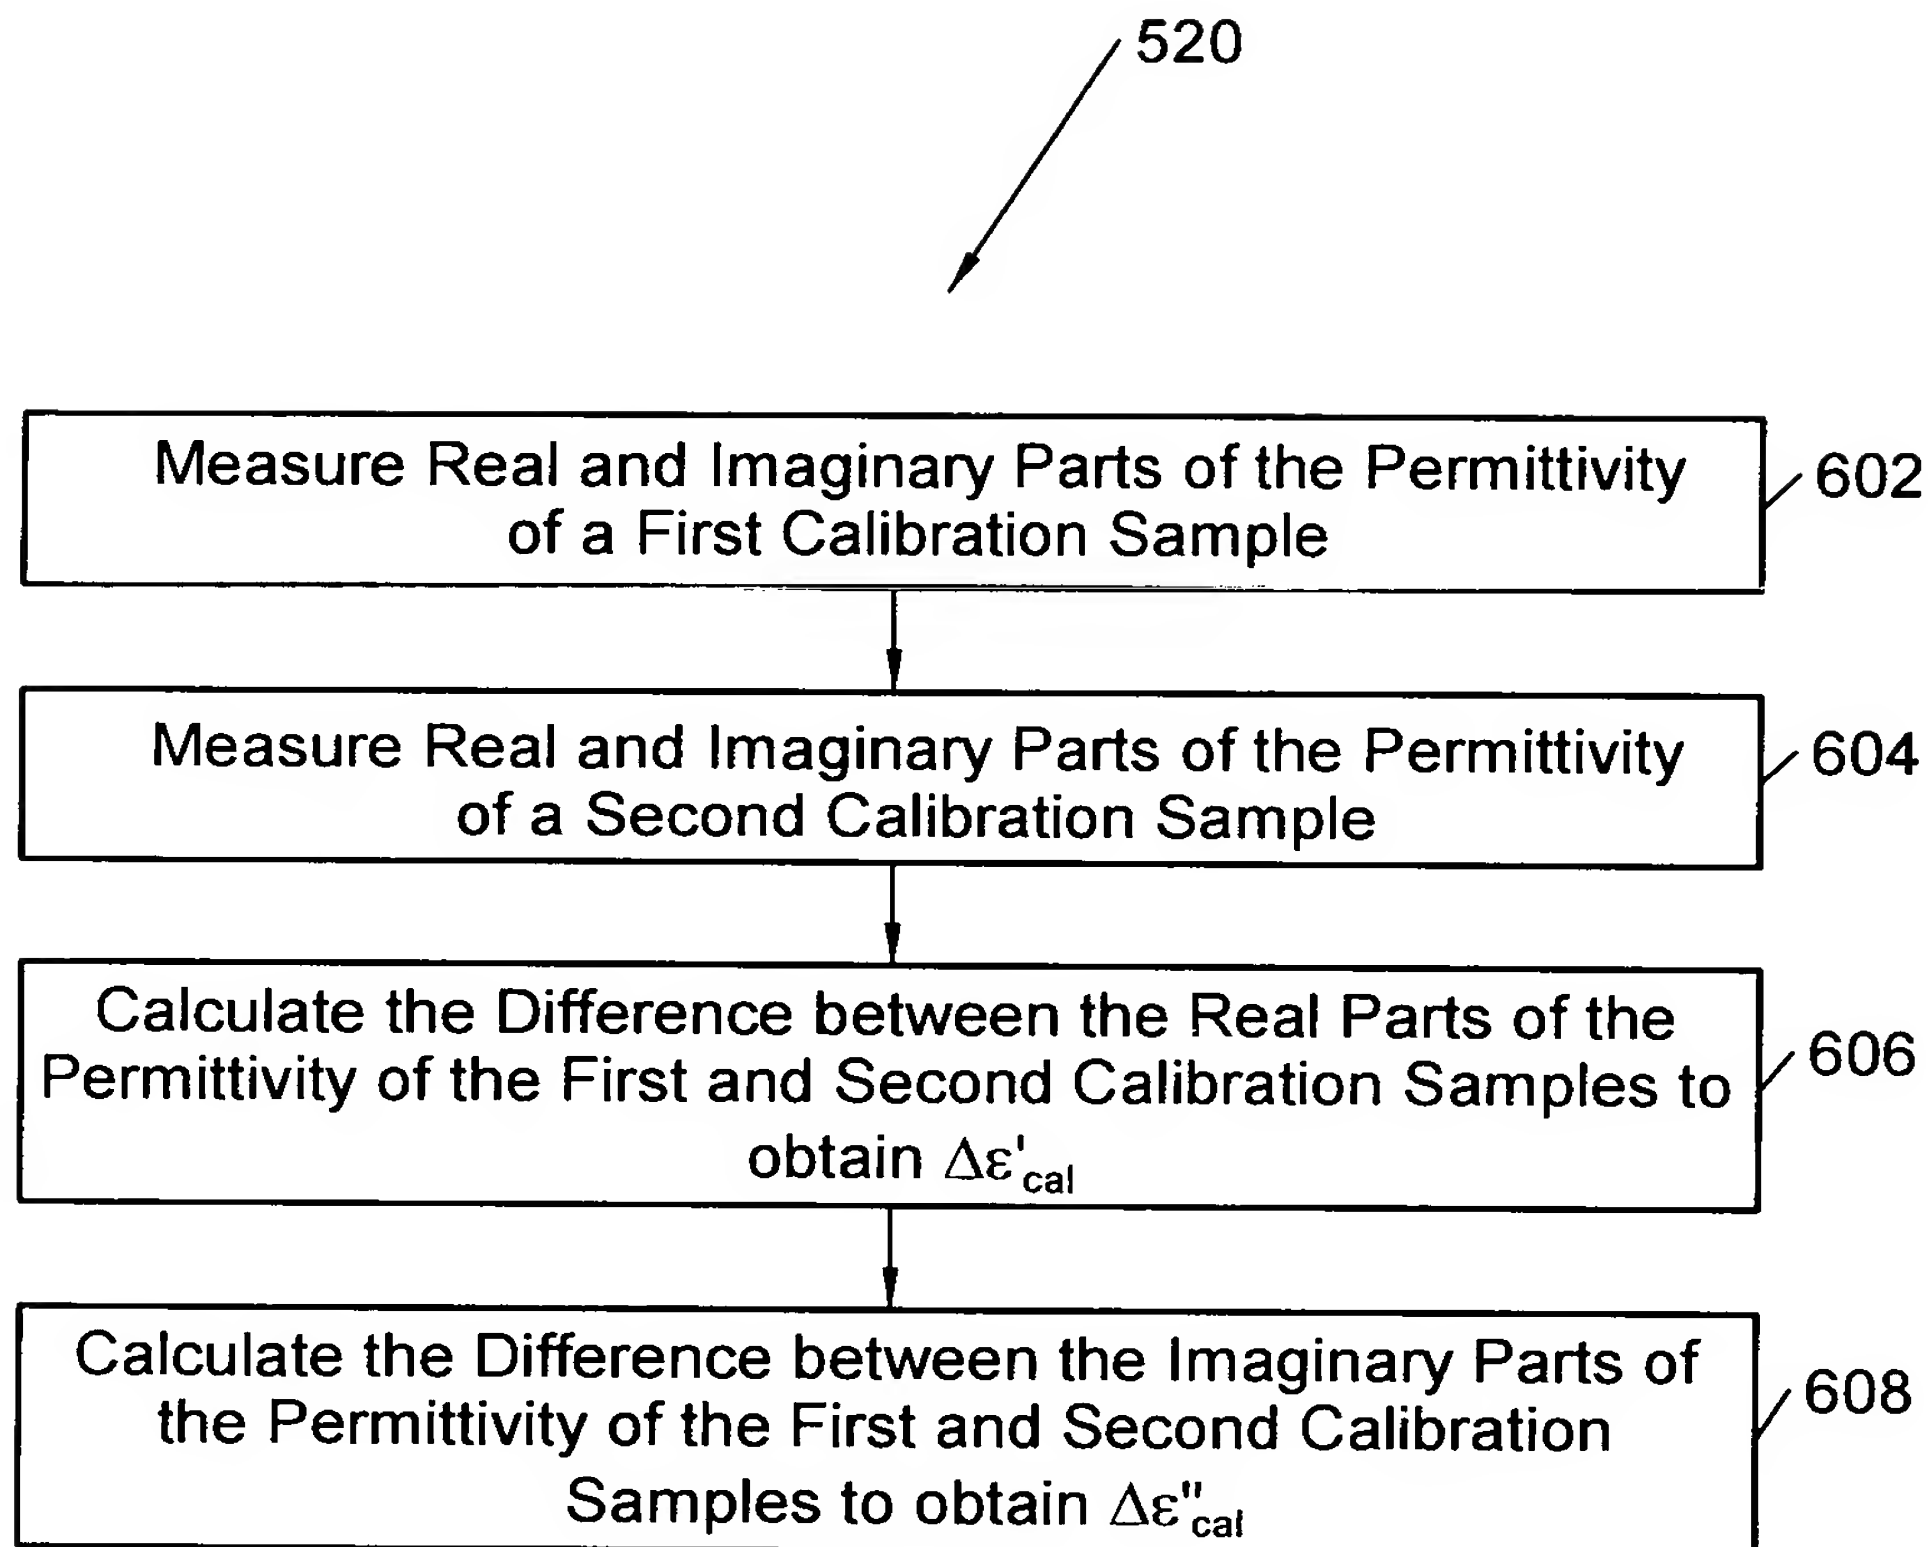 520
Measure Real and Imaginary Parts of the Permittivity
of a First Calibration Sample
602
Measure Real and Imaginary Parts of the Permittivity
of a Second Calibration Sample
604
Calculate the Difference between the Real Parts of the
Permittivity of the First and Second Calibration Samples to
obtain Δε'cal
606
Calculate the Difference between the Imaginary Parts of
the Permittivity of the First and Second Calibration
Samples to obtain Δε"cal
608